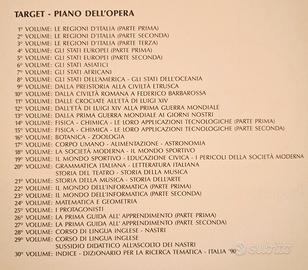 TARGET - PIANO DELL'OPERA
1° VOLUME: LE REGIONI D'ITALIA (PARTE PRIMA)
2° VOLUME: LE REGIONI D'ITALIA (PARTE SECONDA)
3° VOLUME: LE REGIONI D'ITALIA (PARTE TERZA)
4° VOLUME: GLI STATI EUROPEI (PARTE PRIMA)
5° VOLUME: GLI STATI EUROPEI (PARTE SECONDA)
6° VOLUME: GLI STATI ASIATICI
7° VOLUME: GLI STATI AFRICANI
8° VOLUME: GLI STATI DELL'AMERICA - GLI STATI DELL'OCEANIA
9° VOLUME: DALLA PREISTORIA ALLA CIVILTÀ ETRUSCA
10° VOLUME: DALLA CIVILTÀ ROMANA A FEDERICO BARBAROSSA
11° VOLUME: DALLE CROCIATE ALL'ETÀ DI LUIGI XIV
12° VOLUME: DALL'ETÀ DI LUIGI XIV ALLA PRIMA GUERRA MONDIALE
13° VOLUME: DALLA PRIMA GUERRA MONDIALE AI GIORNI NOSTRI
14° VOLUME: FISICA - CHIMICA - LE LORO APPLICAZIONI TECNOLOGICHE (PARTE PRIMA)
15° VOLUME: FISICA - CHIMICA - LE LORO APPLICAZIONI TECNOLOGICHE (PARTE SECONDA)
16° VOLUME: BOTANICA - ZOOLOGIA
17° VOLUME: CORPO UMANO - ALIMENTAZIONE - ASTRONOMIA
18° VOLUME: LA SOCIETÀ MODERNA - IL MONDO SPORTIVO
19° VOLUME: IL MONDO SPORTIVO - EDUCAZIONE CIVICA - I PERICOLI DELLA SOCIETÀ MODERNA
20° VOLUME: GRAMMATICA ITALIANA - LETTERATURA ITALIANA
STORIA DEL TEATRO - STORIA DELLA MUSICA
21° VOLUME: STORIA DELLA MUSICA - STORIA DELL'ARTE
22° VOLUME: IL MONDO DELL'INFORMATICA (PARTE PRIMA)
23° VOLUME: IL MONDO DELL'INFORMATICA (PARTE SECONDA)
24° VOLUME: MATEMATICA E GEOMETRIA
25° VOLUME: I PROTAGONISTI
26° VOLUME: LA PRIMA GUIDA ALL'APPRENDIMENTO (PARTE PRIMA)
27° VOLUME: LA PRIMA GUIDA ALL'APPRENDIMENTO (PARTE SECONDA)
28° VOLUME: CORSO DI LINGUA INGLESE - NASTRI
29° VOLUME: CORSO DI LINGUA INGLESE
SUSSIDIO DIDATTICO ALL'ASCOLTO DEI NASTRI
30° VOLUME: INDICE - DIZIONARIO PER LA RICERCA TEMATICA - ITALIA '90
subito.it